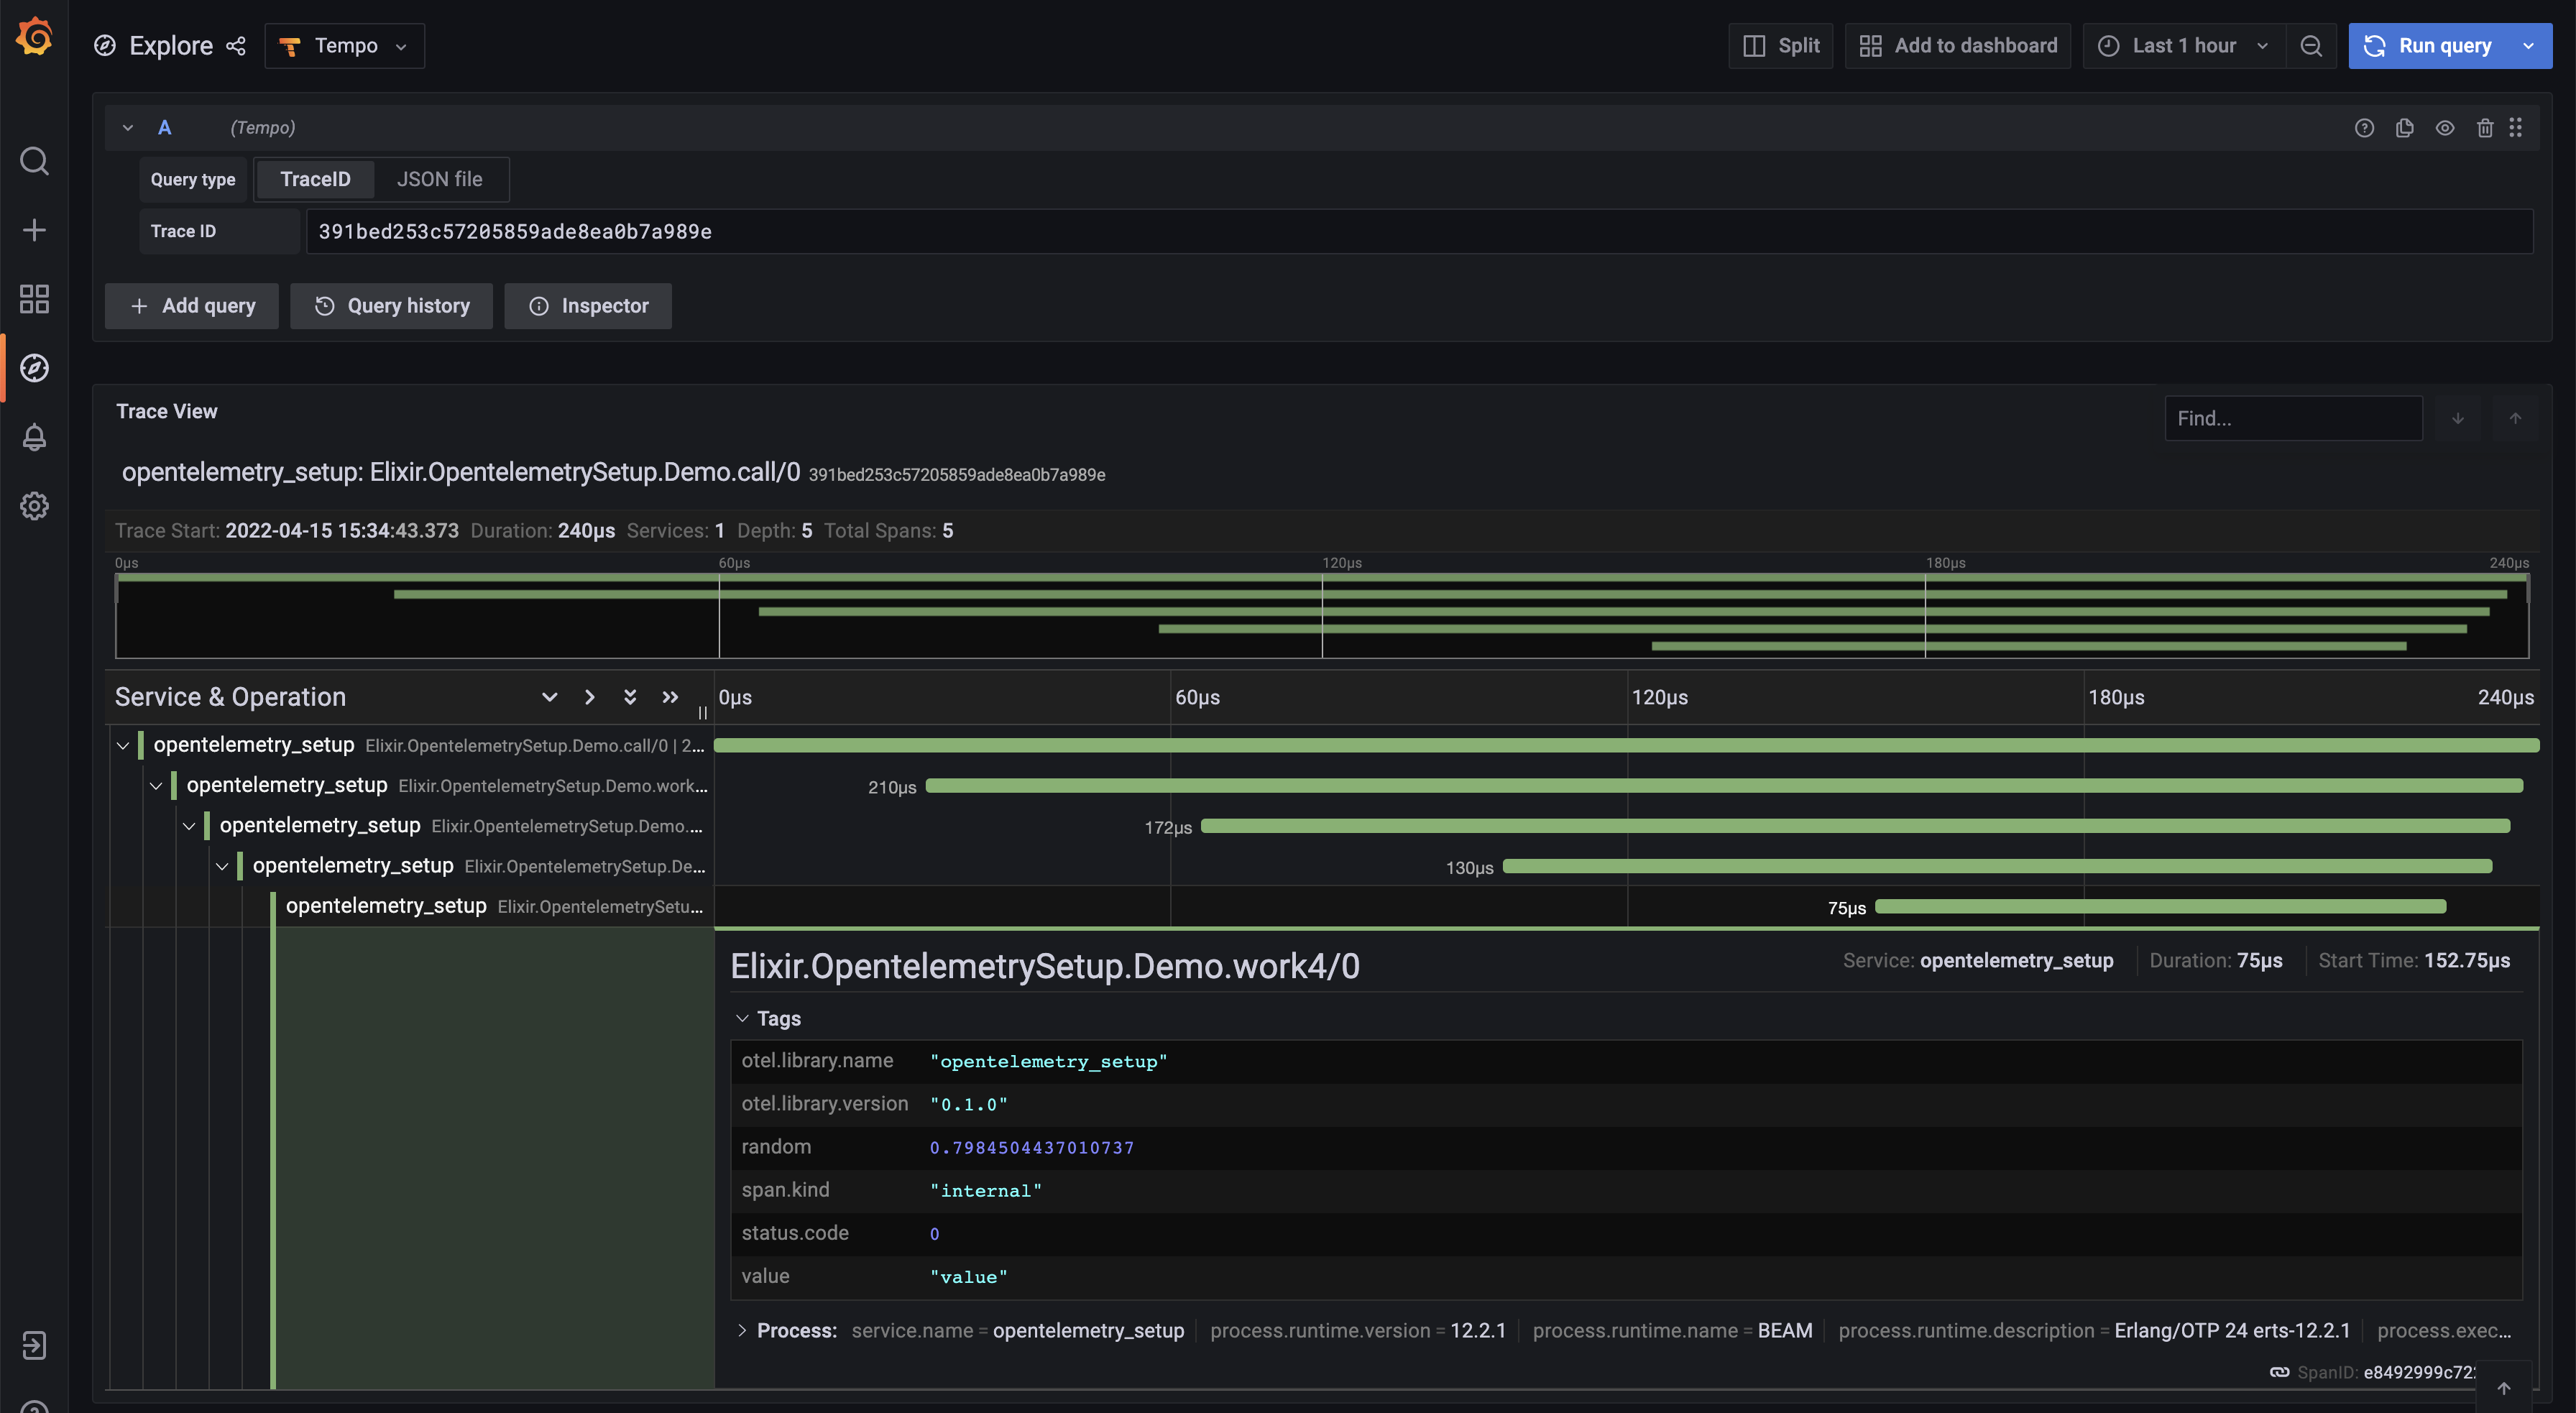 Explore Tempo Split Add to dashboard Last 1 hour Run query
A (Tempo)
Query type TraceID JSON file
Trace ID 391bed253c57205859ade8ea0b7a989e
+ Add query Query history Inspector
Trace View Find...
opentelemetry_setup: Elixir.OpentelemetrySetup.Demo.call/0 391bed253c57205859ade8ea0b7a989e
Trace Start: 2022-04-15 15:34:43.373 Duration: 240μs Services: 1 Depth: 5 Total Spans: 5
0μs 60μs 120μs 180μs 240μs
Service & Operation 0μs 60μs 120μs 180μs 240μs
opentelemetry_setup Elixir.OpentelemetrySetup.Demo.call/0 | 2...
opentelemetry_setup Elixir.OpentelemetrySetup.Demo.work... 210μs
opentelemetry_setup Elixir.OpentelemetrySetup.Demo.... 172μs
opentelemetry_setup Elixir.OpentelemetrySetup.De... 130μs
opentelemetry_setup Elixir.OpentelemetrySetu... 75μs
Elixir.OpentelemetrySetup.Demo.work4/0 Service: opentelemetry_setup Duration: 75μs Start Time: 152.75μs
Tags
otel.library.name "opentelemetry_setup"
otel.library.version "0.1.0"
random 0.7984504437010737
span.kind "internal"
status.code 0
value "value"
Process: service.name = opentelemetry_setup process.runtime.version = 12.2.1 process.runtime.name = BEAM process.runtime.description = Erlang/OTP 24 erts-12.2.1 process.exec...
SpanID: e8492999c722